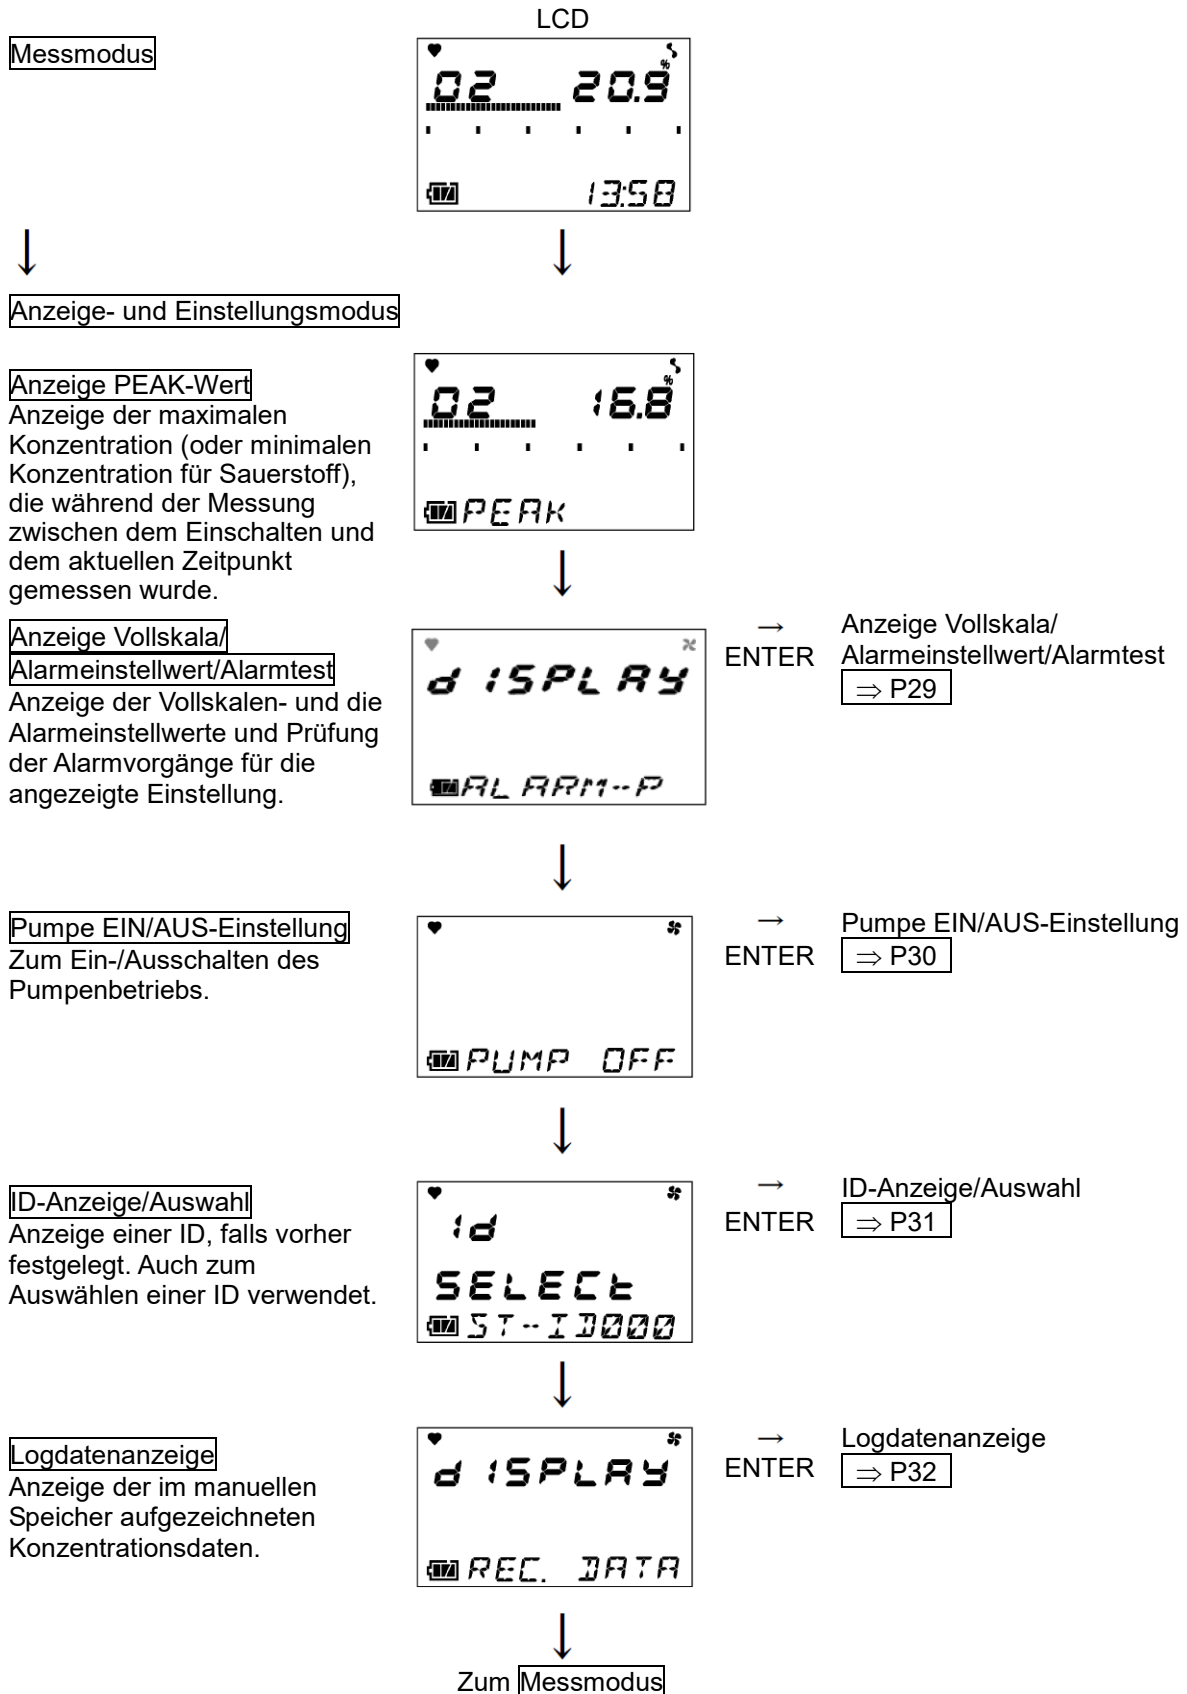 LCD
Messmodus
O2 20.9%
13:58
Anzeige- und Einstellungsmodus
Anzeige PEAK-Wert
Anzeige der maximalen
Konzentration (oder minimalen
Konzentration für Sauerstoff),
die während der Messung
zwischen dem Einschalten und
dem aktuellen Zeitpunkt
gemessen wurde.
O2 16.8%
PEAK
Anzeige Vollskala/
Alarmeinstellwert/Alarmtest
Anzeige der Vollskalen- und die
Alarmeinstellwerte und Prüfung
der Alarmvorgänge für die
angezeigte Einstellung.
dISPLAY
ALARM--P
→
ENTER
Anzeige Vollskala/
Alarmeinstellwert/Alarmtest
⇒ P29
Pumpe EIN/AUS-Einstellung
Zum Ein-/Ausschalten des
Pumpenbetriebs.
PUMP OFF
→
ENTER
Pumpe EIN/AUS-Einstellung
⇒ P30
ID-Anzeige/Auswahl
Anzeige einer ID, falls vorher
festgelegt. Auch zum
Auswählen einer ID verwendet.
Id
SELECt
ST--ID000
→
ENTER
ID-Anzeige/Auswahl
⇒ P31
Logdatenanzeige
Anzeige der im manuellen
Speicher aufgezeichneten
Konzentrationsdaten.
dISPLAY
REC. DATA
→
ENTER
Logdatenanzeige
⇒ P32
Zum Messmodus